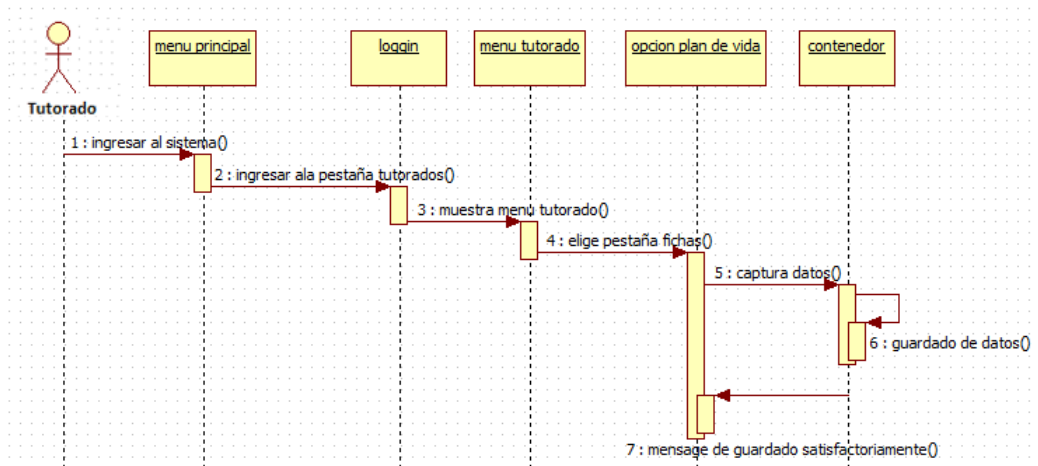 menu principal
loggin
menu tutorado
opcion plan de vida
contenedor
Tutorado
1 : ingresar al sistema()
2 : ingresar ala pestaña tutorados()
3 : muestra menu tutorado()
4 : elige pestaña fichas()
5 : captura datos()
6 : guardado de datos()
7 : mensage de guardado satisfactoriamente()